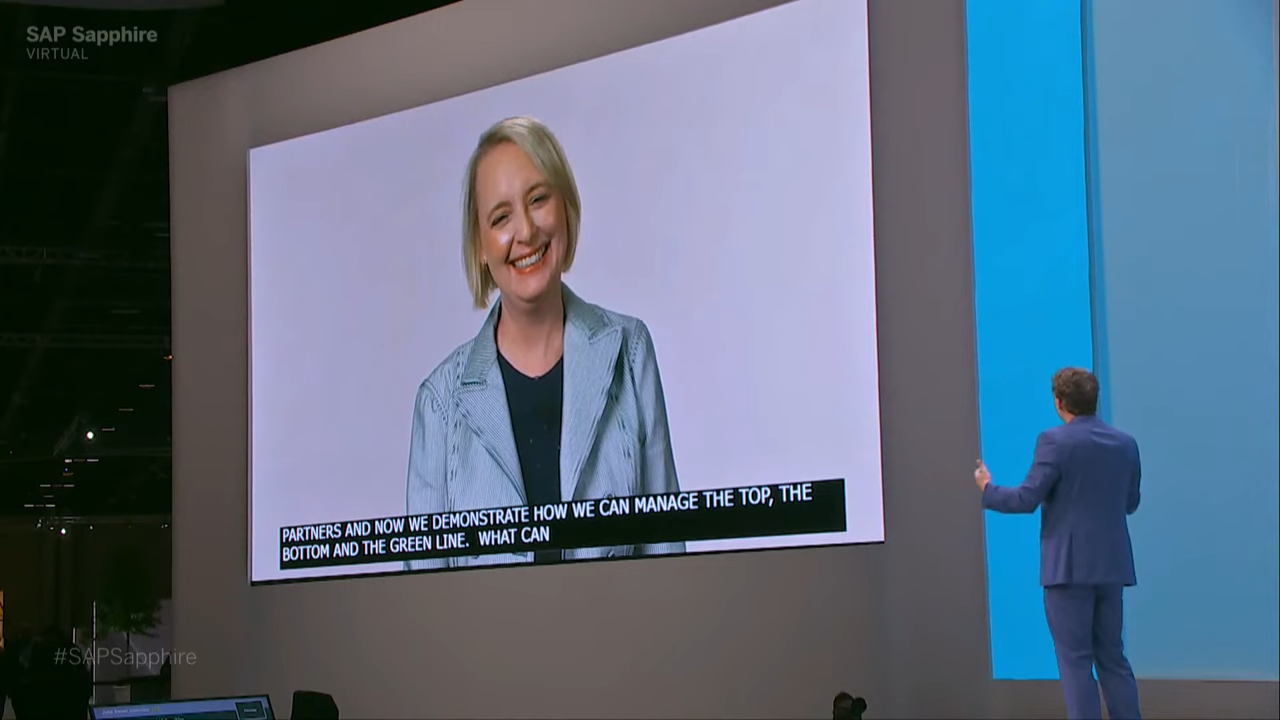 SAP Sapphire
VIRTUAL
PARTNERS AND NOW WE DEMONSTRATE HOW WE CAN MANAGE THE TOP, THE
BOTTOM AND THE GREEN LINE. WHAT CAN
#SAPSapphire